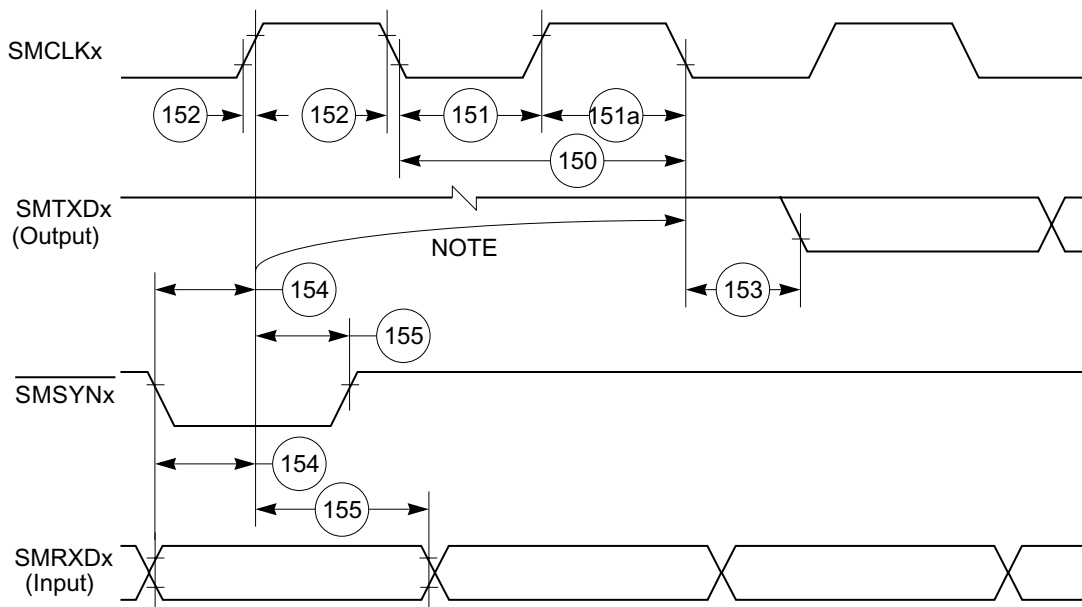 SMCLKx
152
152
151
151a
150
SMTXDx
(Output)
NOTE
154
153
155
SMSYNx
154
155
SMRXDx
(Input)